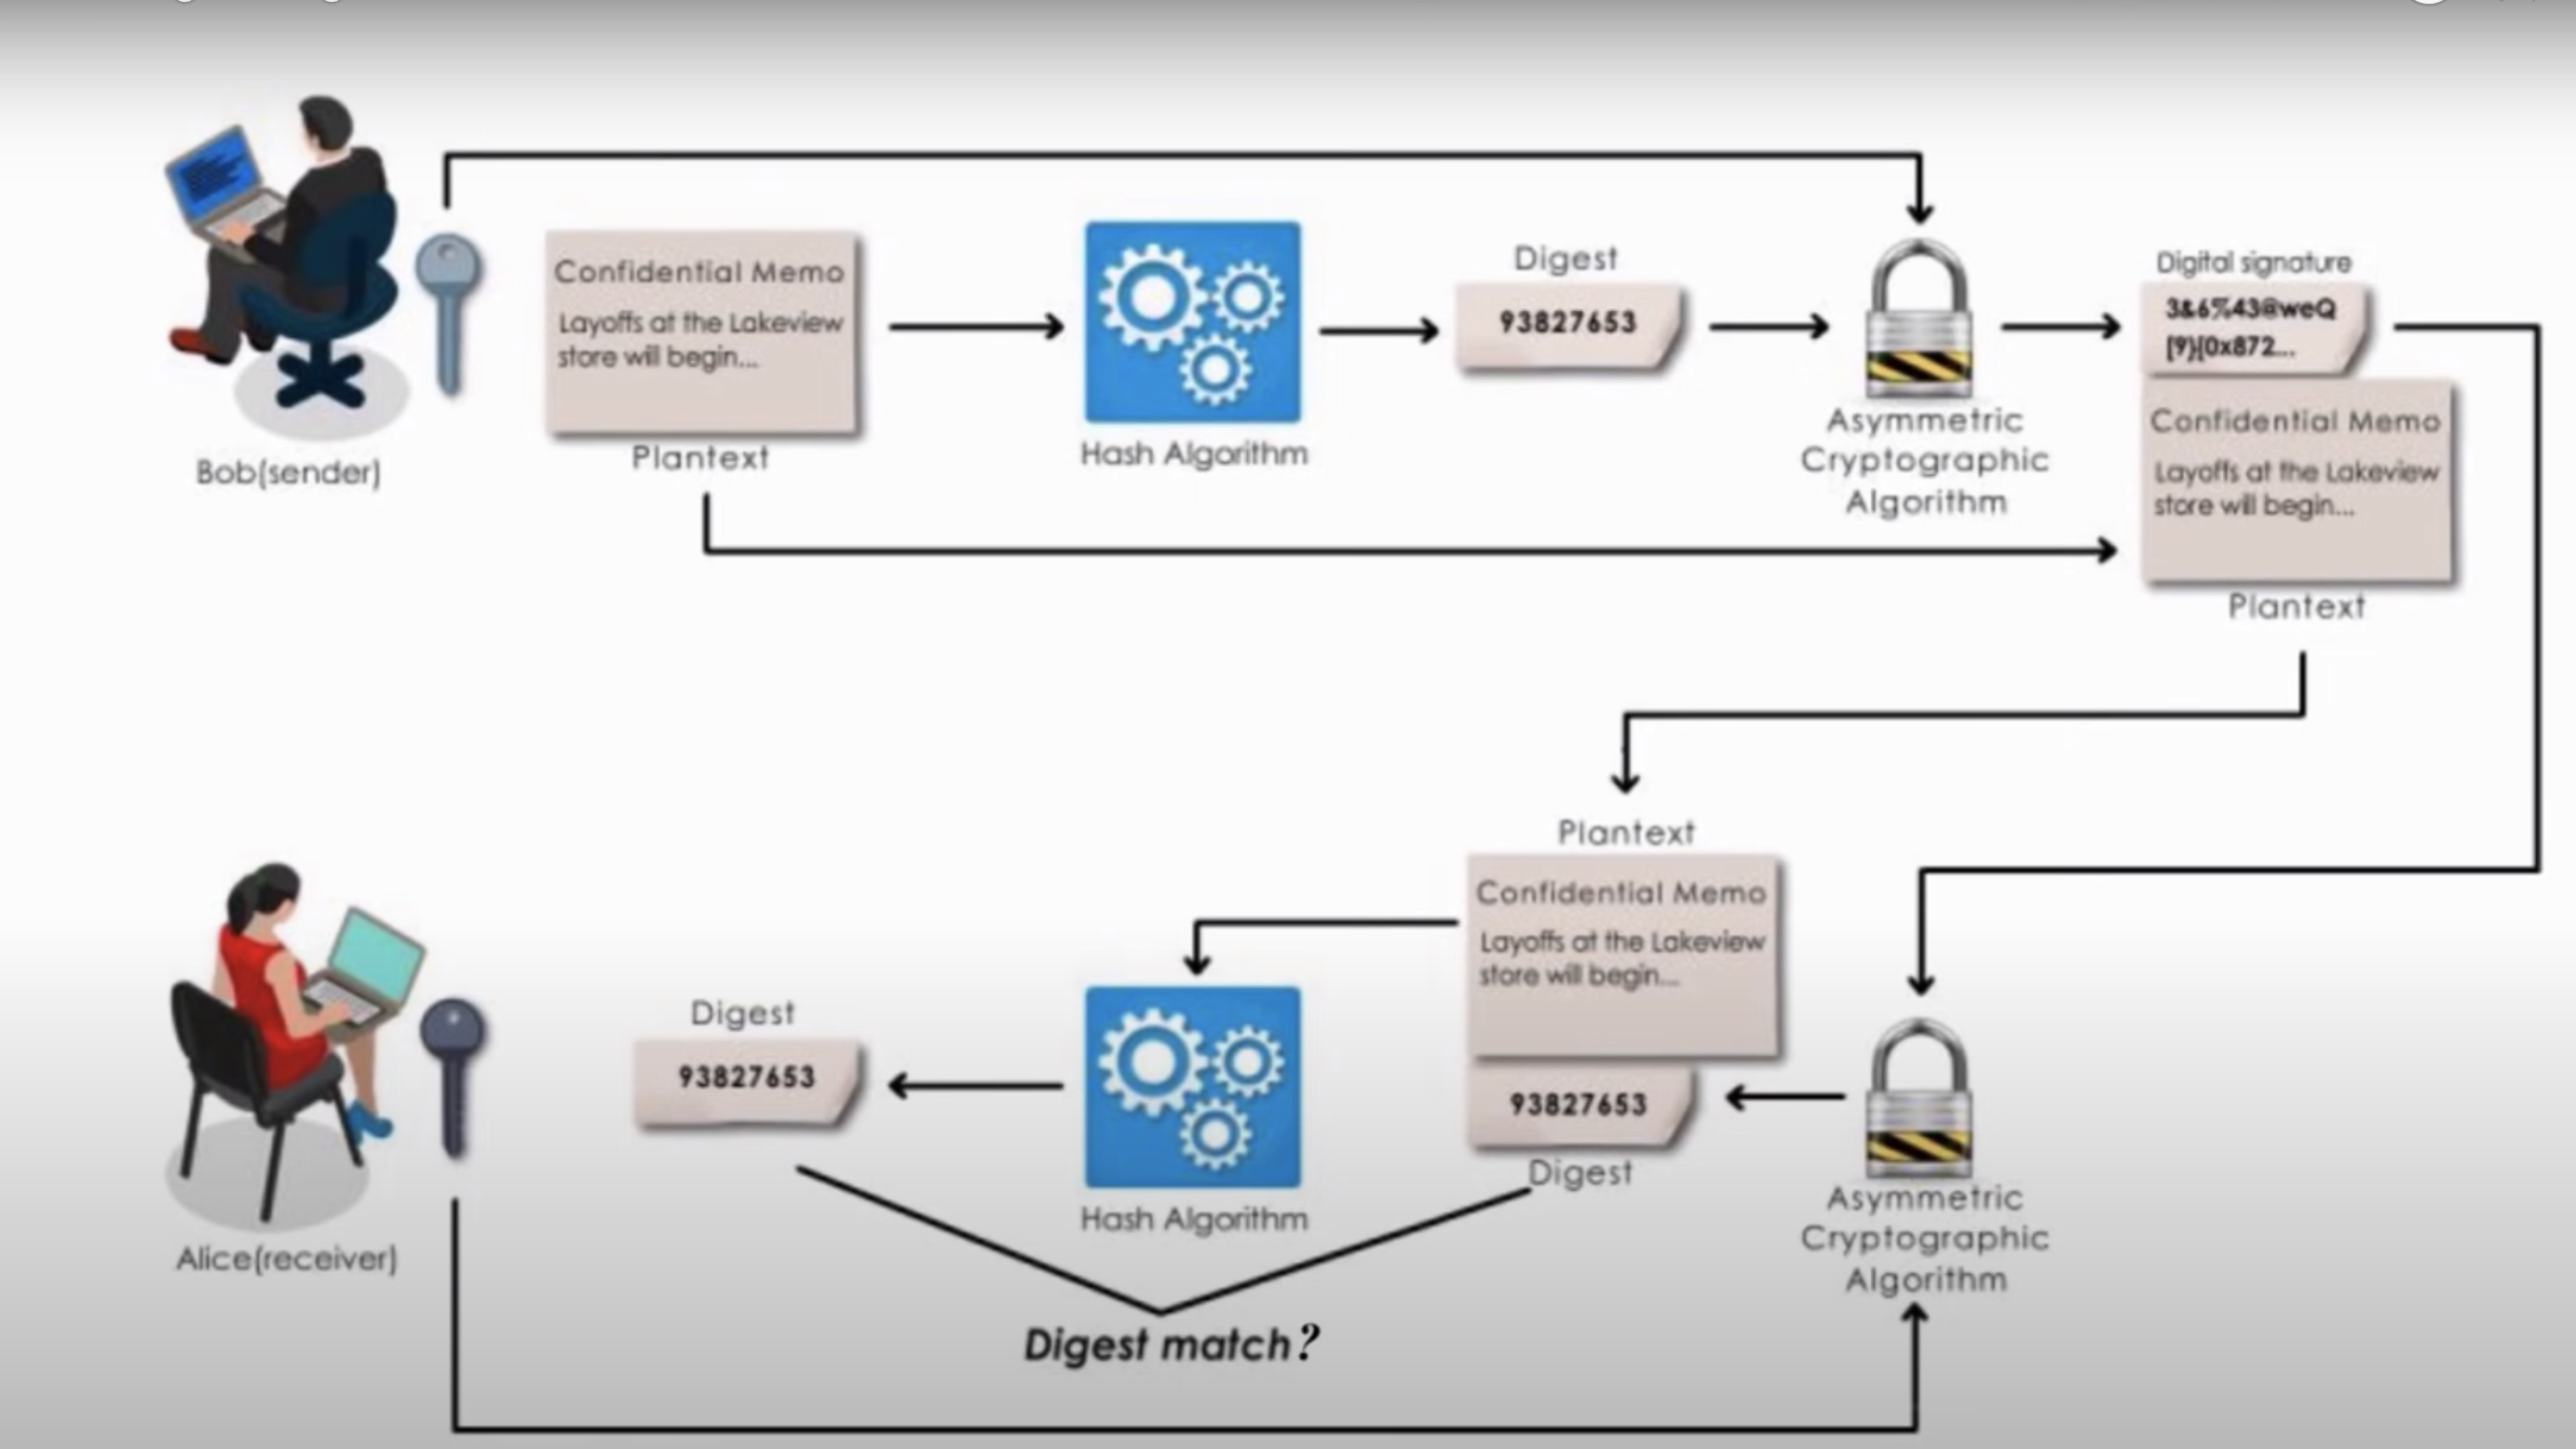 Confidential Memo
Layoffs at the Lakeview
store will begin...
Plantext
Bob(sender)
Hash Algorithm
Digest
93827653
Asymmetric
Cryptographic
Algorithm
Digital signature
3&6%43@weQ
[9}[0x872...
Confidential Memo
Layoffs at the Lakeview
store will begin...
Plantext
Plantext
Confidential Memo
Layoffs at the Lakeview
store will begin...
93827653
Digest
Asymmetric
Cryptographic
Algorithm
Hash Algorithm
Digest
93827653
Alice(receiver)
Digest match?